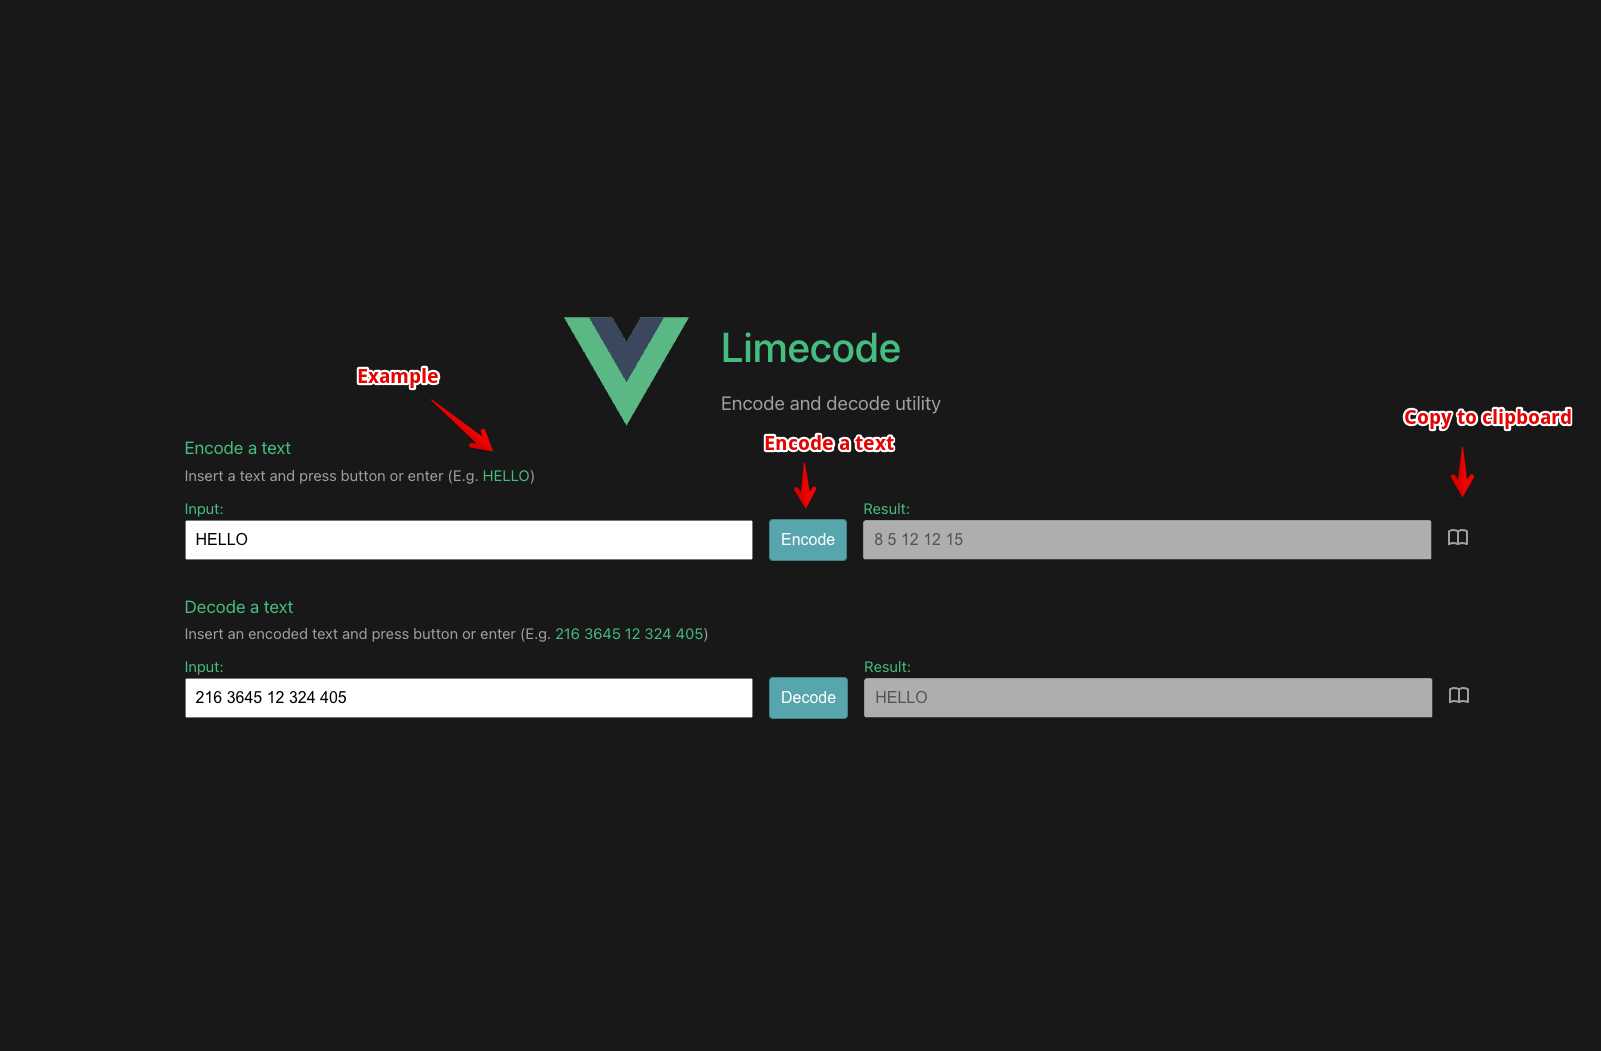 Limecode
Example
Encode and decode utility
Copy to clipboard
Encode a text
Encode a text
Insert a text and press button or enter (E.g. HELLO)
Input:
Result:
HELLO
Encode
8 5 12 12 15
Decode a text
Insert an encoded text and press button or enter (E.g. 216 3645 12 324 405)
Input:
Result:
216 3645 12 324 405
Decode
HELLO